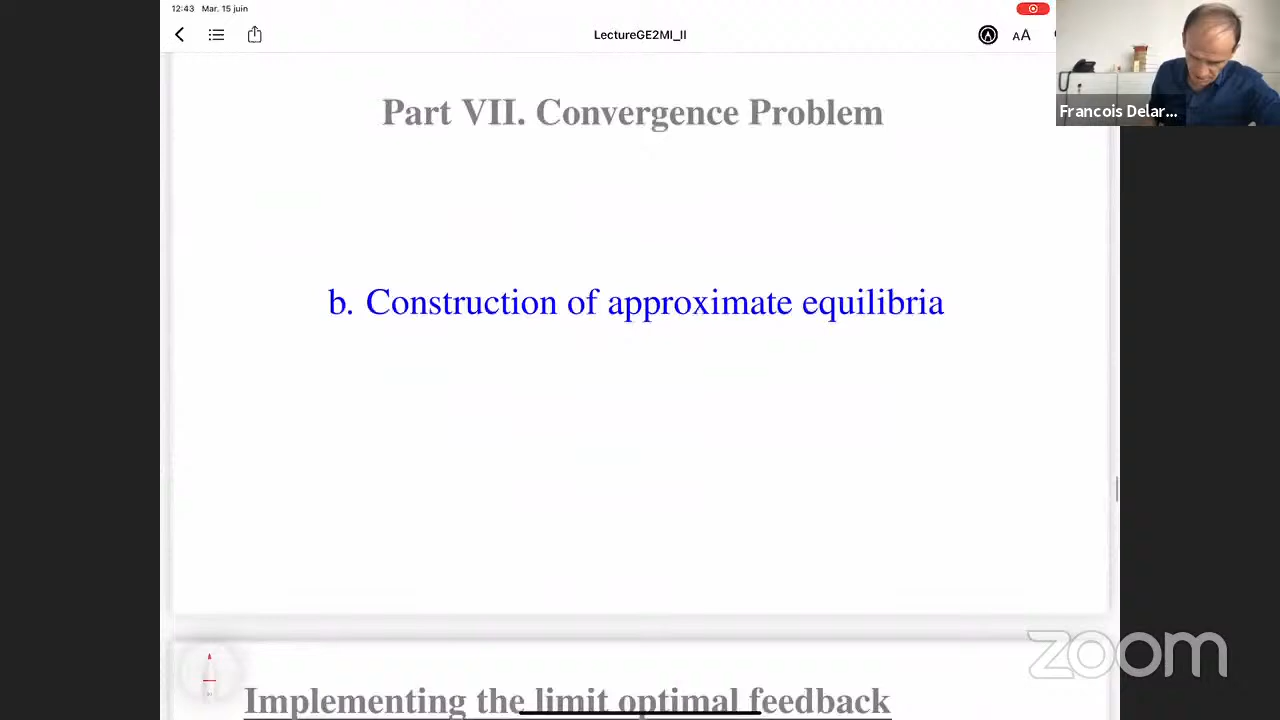 12:43 Mar. 15 juin
LectureGE2MI_II
AA
Francois Delar...
Part VII. Convergence Problem
b. Construction of approximate equilibria
zoom
Implementing the limit optimal feedback